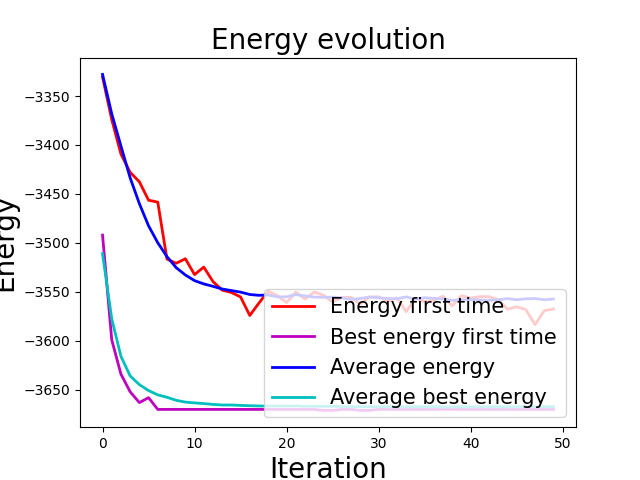 Energy evolution
Energy
−3350
−3400
−3450
−3500
−3550
−3600
−3650
Energy first time
Best energy first time
Average energy
Average best energy
0 10 20 30 40 50
Iteration